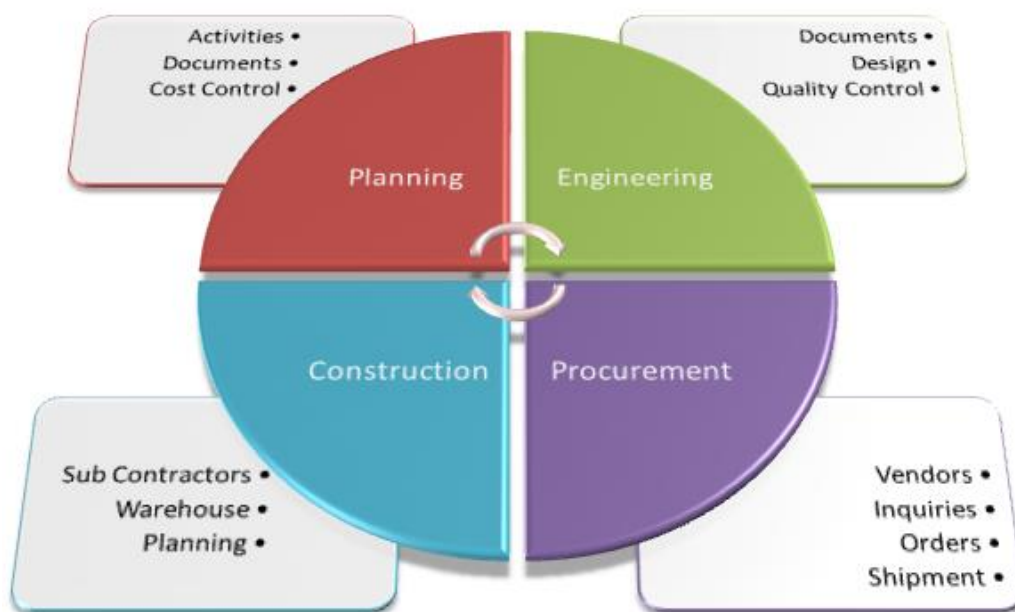 Activities •
Documents •
Cost Control •
Documents •
Design •
Quality Control •
Planning
Engineering
Construction
Procurement
Sub Contractors •
Warehouse •
Planning •
Vendors •
Inquiries •
Orders •
Shipment •